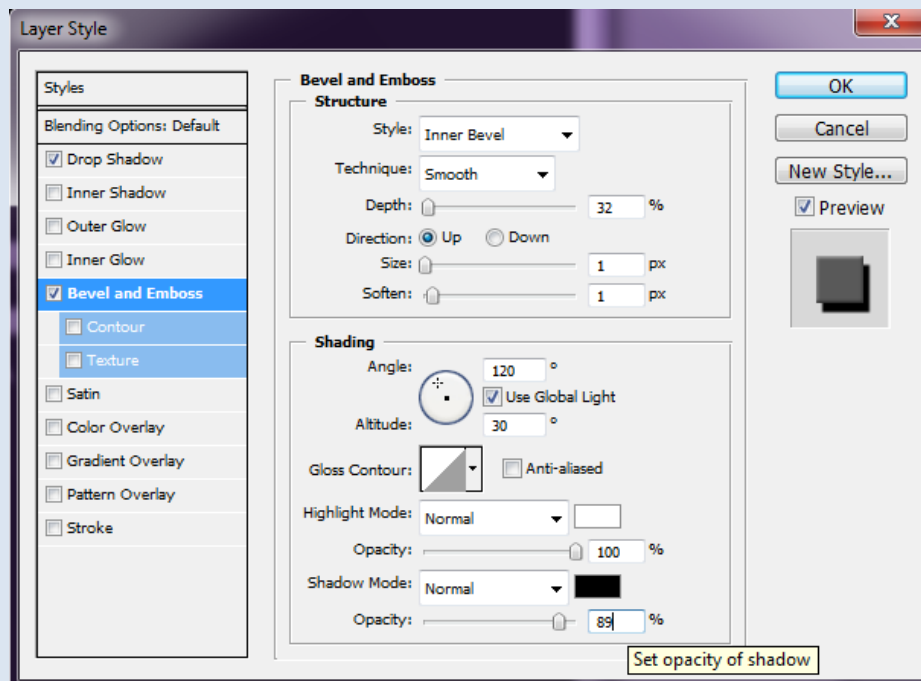 Layer Style
Styles
Blending Options: Default
Drop Shadow
Inner Shadow
Outer Glow
Inner Glow
Bevel and Emboss
Contour
Texture
Satin
Color Overlay
Gradient Overlay
Pattern Overlay
Stroke
Bevel and Emboss
Structure
Style: Inner Bevel
Technique: Smooth
Depth: 32 %
Direction: Up Down
Size: 1 px
Soften: 1 px
Shading
Angle: 120 °
Use Global Light
Altitude: 30 °
Gloss Contour: Anti-aliased
Highlight Mode: Normal
Opacity: 100 %
Shadow Mode: Normal
Opacity: 89 %
Set opacity of shadow
OK
Cancel
New Style...
Preview